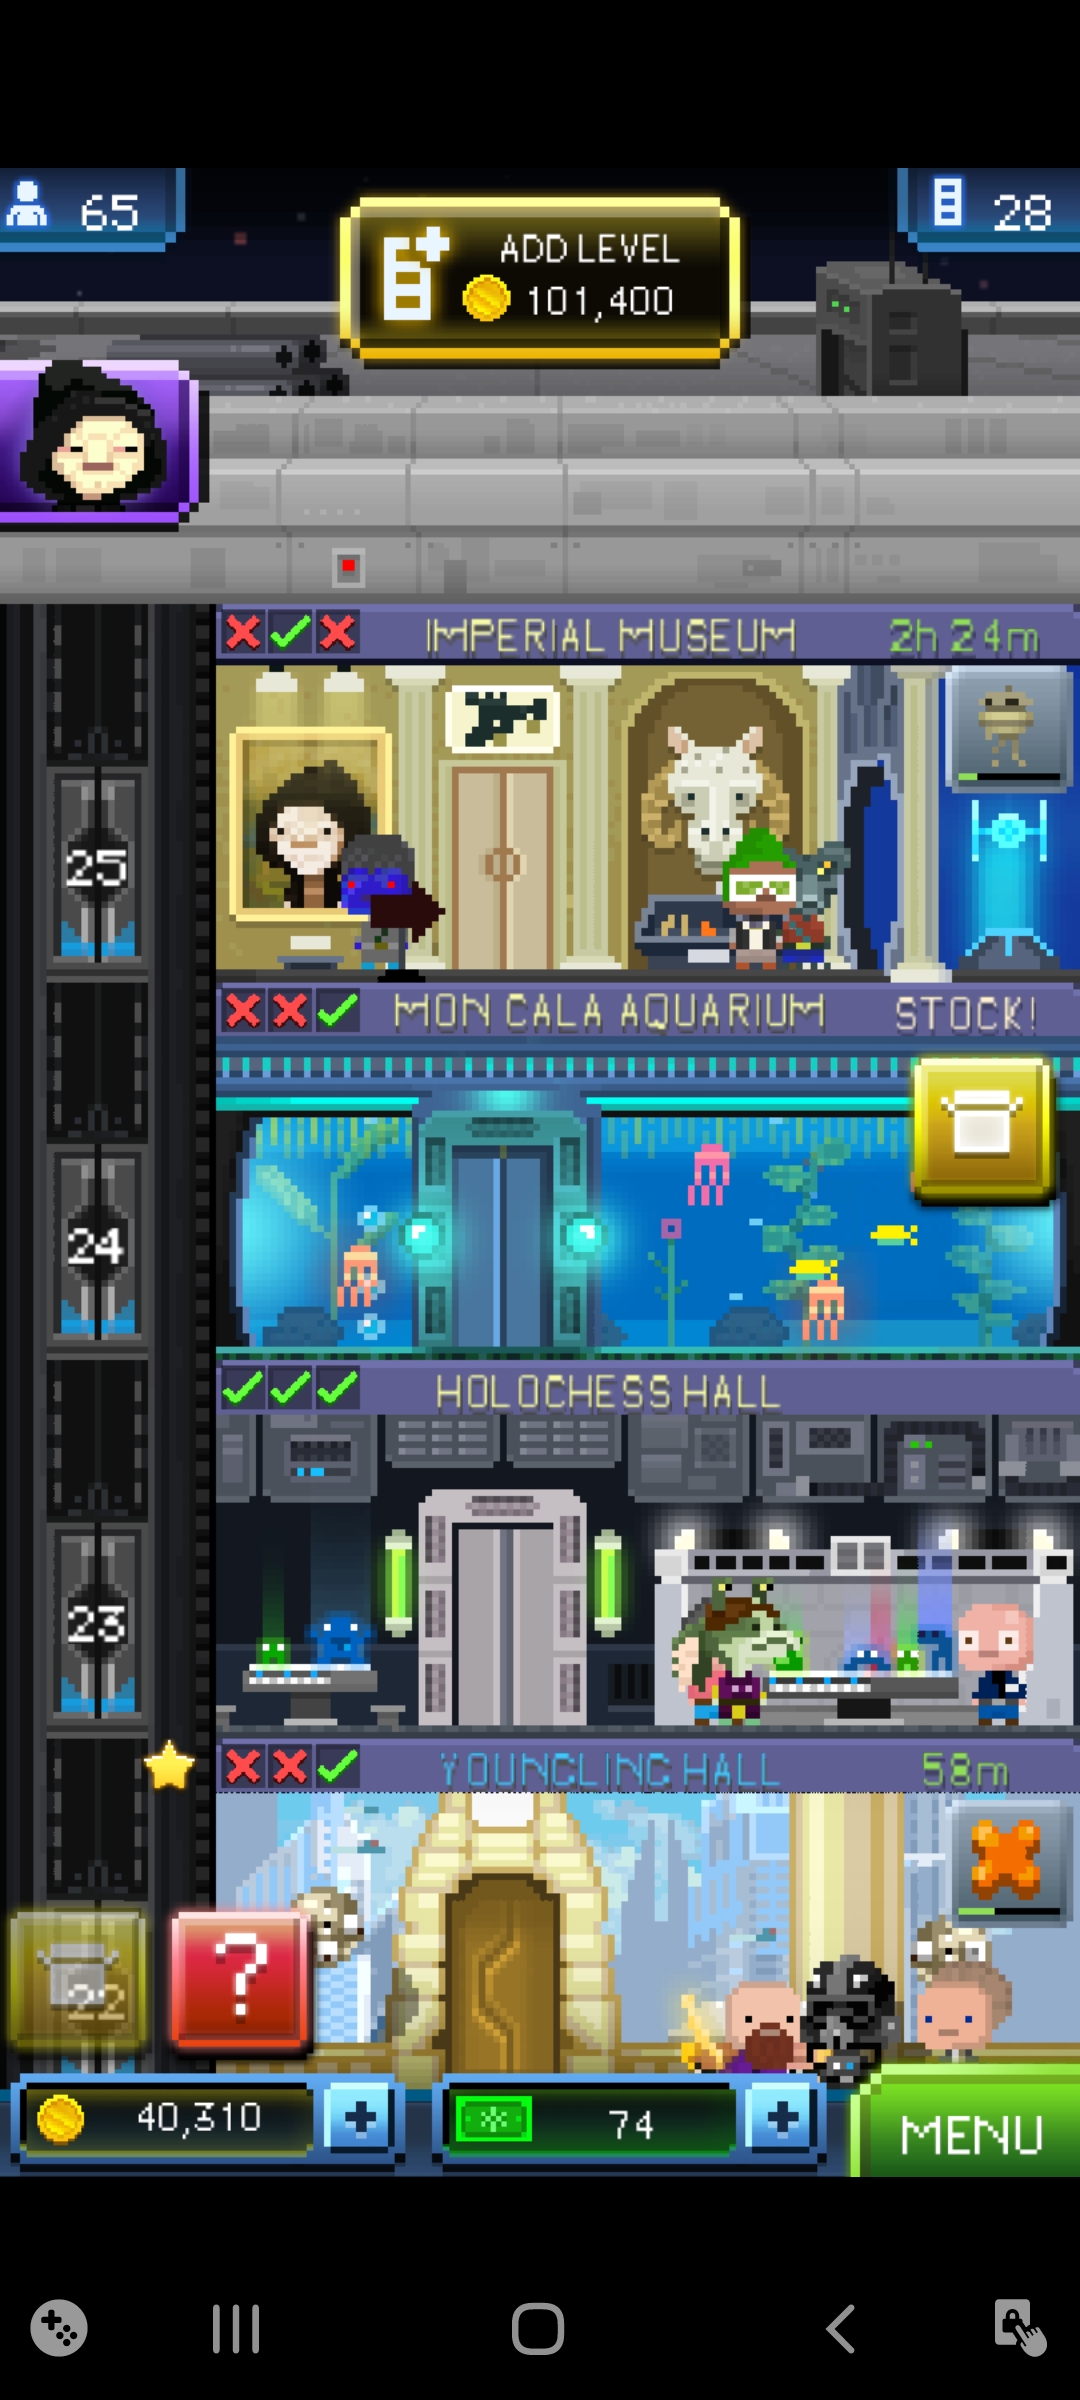 65
ADD LEVEL
101,400
28
IMPERIAL MUSEUM 2h 24m
25
MON CALA AQUARIUM STOCK!
24
HOLOCHESS HALL
23
YOUNGLING HALL 58m
22
?
40,310
74
MENU